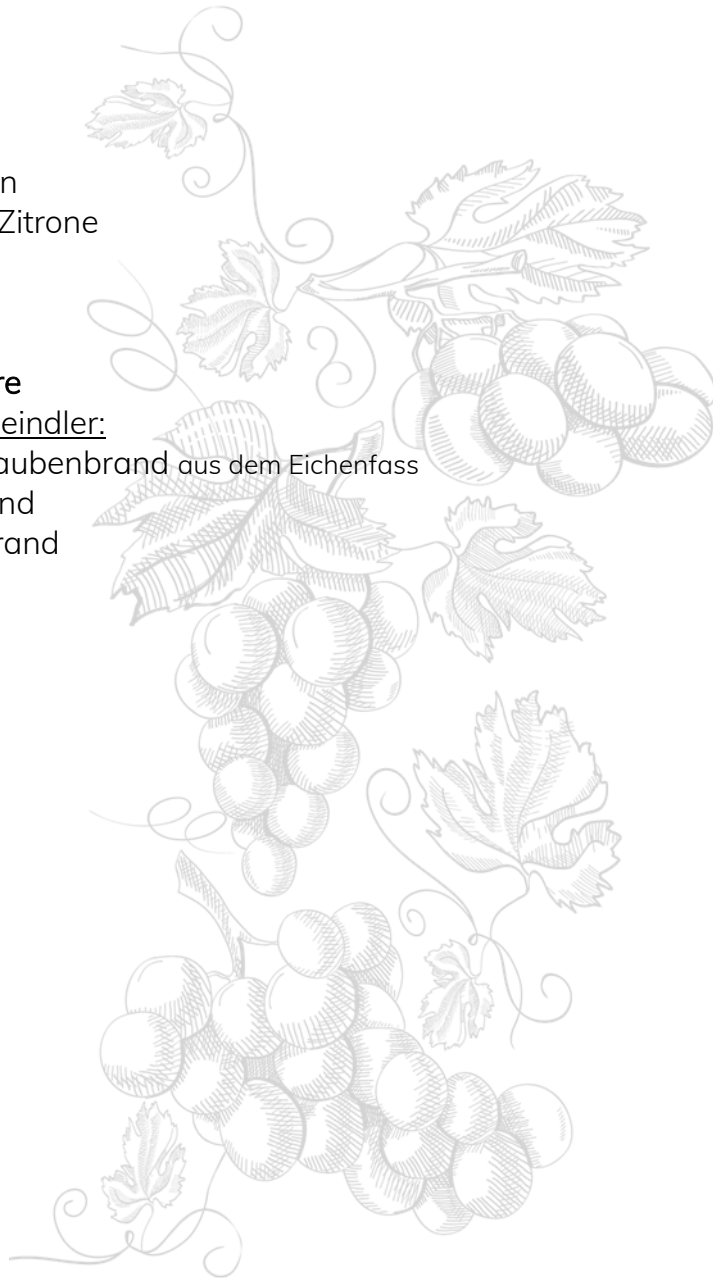 n
Zitrone
re
eindler:
aubenbrand aus dem Eichenfass
nd
rand